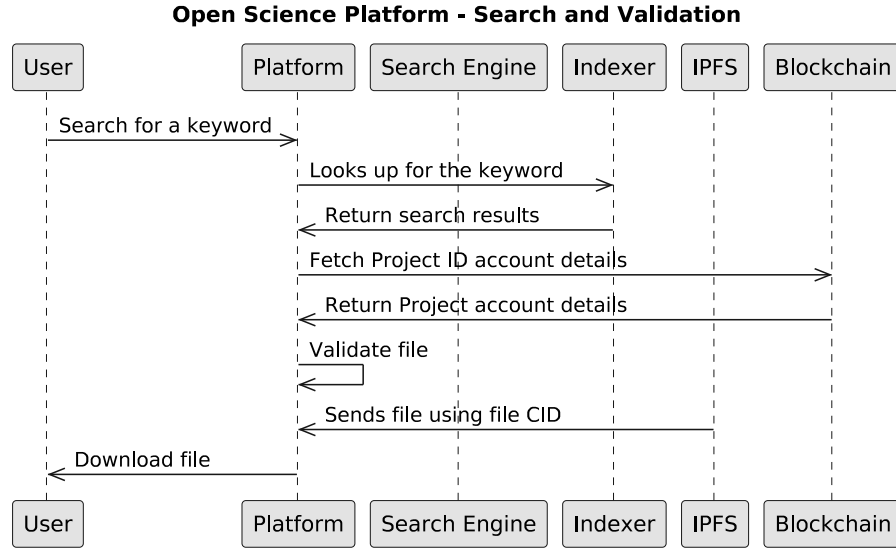 Open Science Platform - Search and Validation
User Platform Search Engine Indexer IPFS Blockchain
Search for a keyword
Looks up for the keyword
Return search results
Fetch Project ID account details
Return Project account details
Validate file
Sends file using file CID
Download file
User Platform Search Engine Indexer IPFS Blockchain